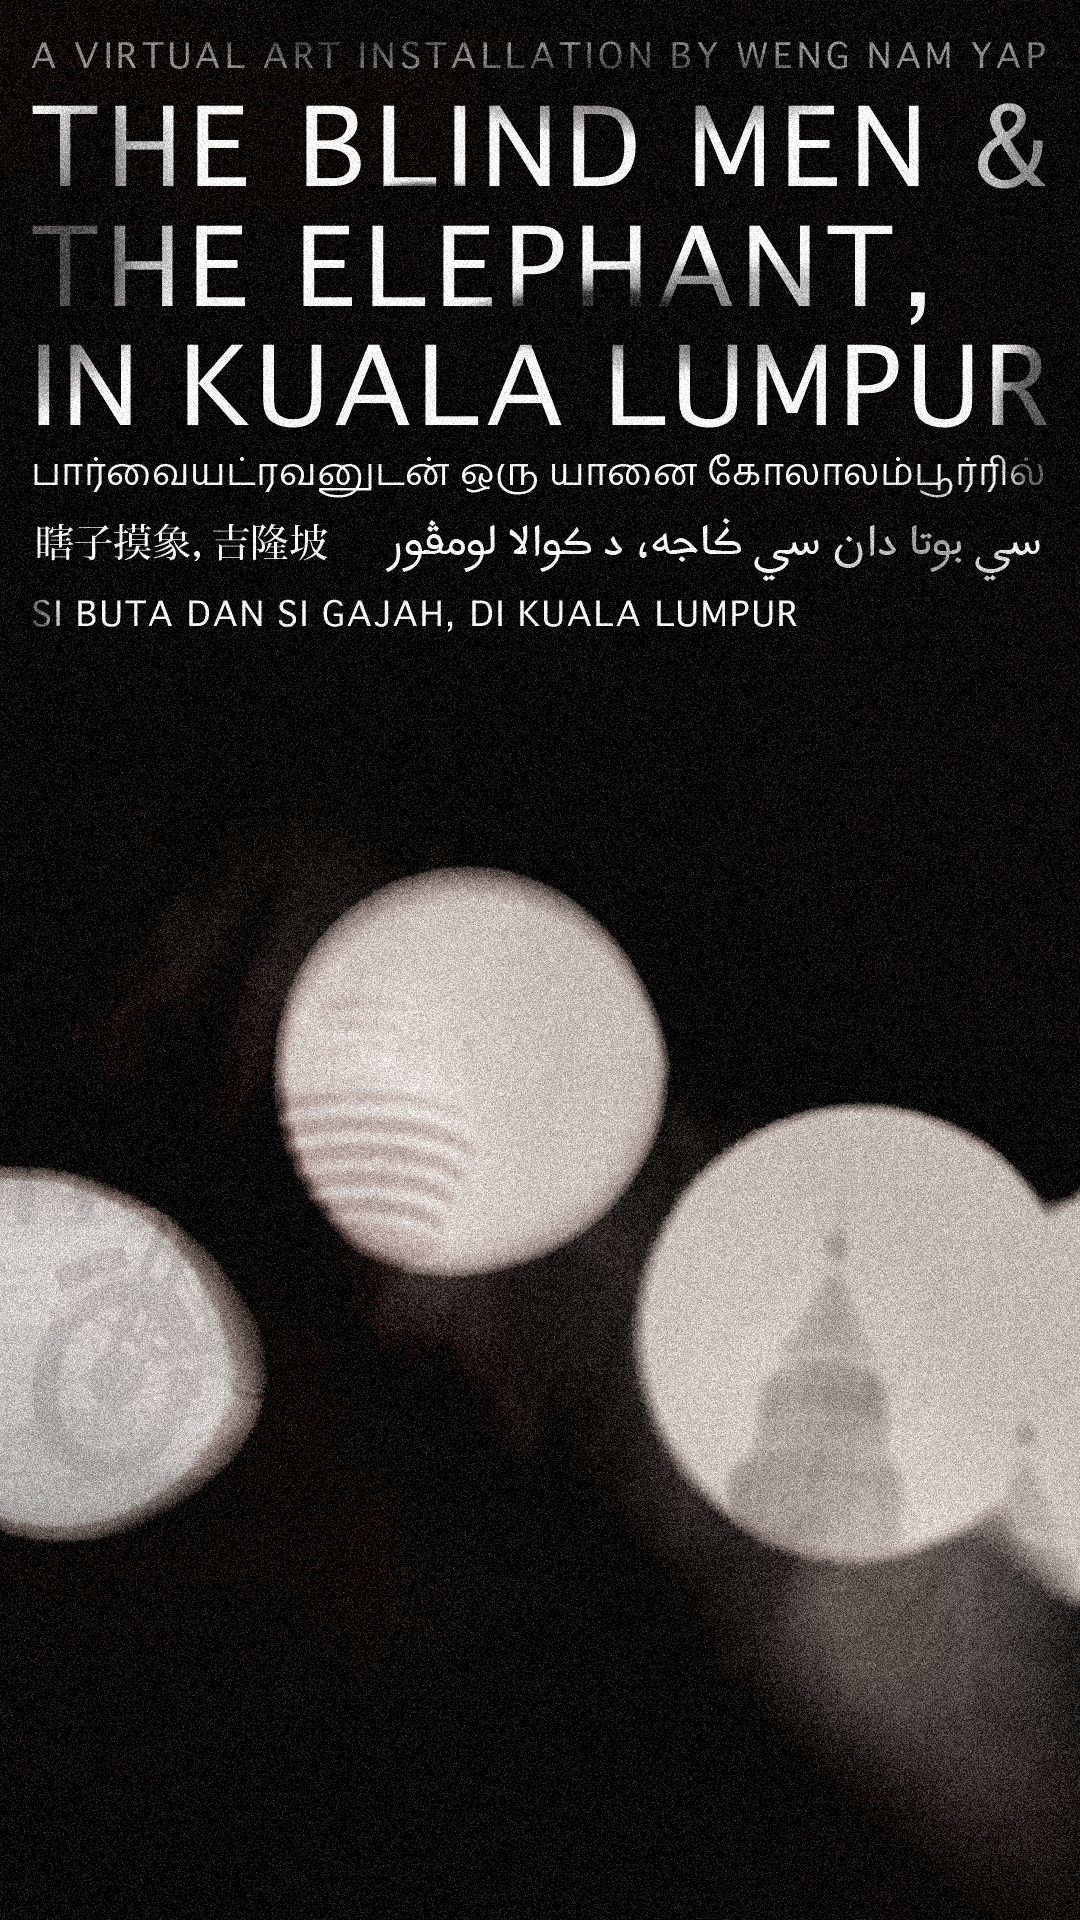 A VIRTUAL ART INSTALLATION BY WENG NAM YAP
THE BLIND MEN &
THE ELEPHANT,
IN KUALA LUMPUR
பார்வையட்ரவனுடன் ஒரு யானை கோலாலம்பூர்ரில்
瞎子摸象, 吉隆坡 سي بوتا دان سي ݢاجه، د كوالا لومڤور
SI BUTA DAN SI GAJAH, DI KUALA LUMPUR